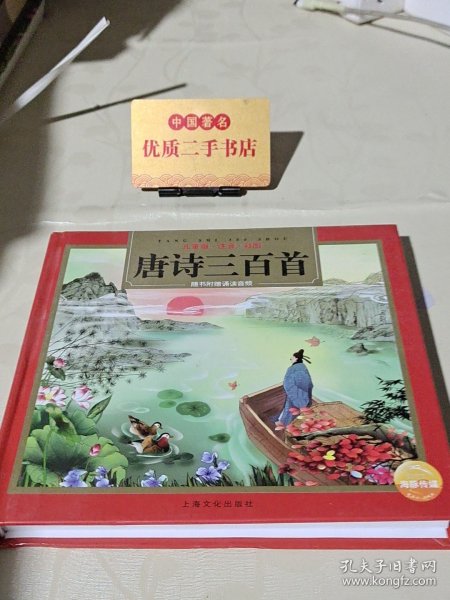 中国著名
优质二手书店
TANG SHI SAN BAI SHOU
儿童版·注音·彩图
唐诗三百首
随书附赠诵读音频
上海文化出版社
海豚传媒
孔夫子旧书网
www.kongfz.com